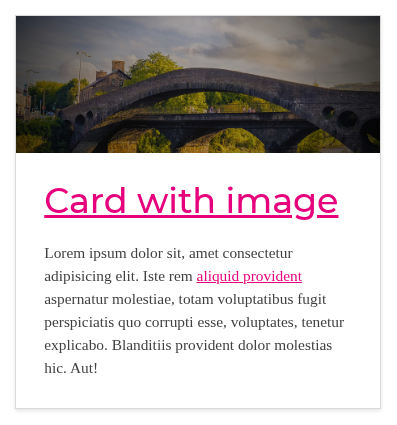 Card with image
Lorem ipsum dolor sit, amet consectetur
adipisicing elit. Iste rem aliquid provident
aspernatur molestiae, totam voluptatibus fugit
perspiciatis quo corrupti esse, voluptates, tenetur
explicabo. Blanditiis provident dolor molestias
hic. Aut!